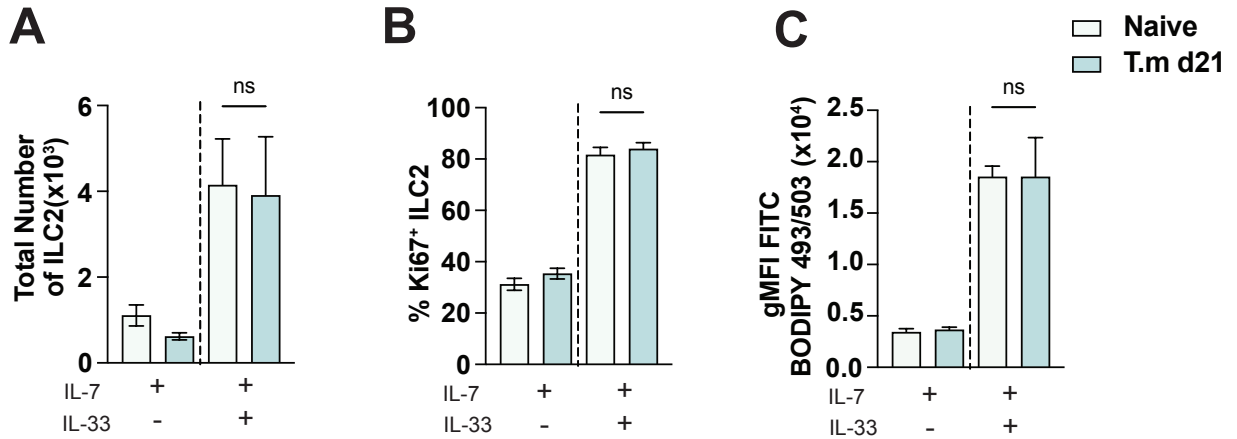 A
Total Number
of ILC2(x10³)
6
4
2
0
ns
IL-7 + +
IL-33 - +
B
% Ki67⁺ ILC2
100
80
60
40
20
0
ns
IL-7 + +
IL-33 - +
C
gMFI FITC
BODIPY 493/503 (x10⁴)
2.5
2.0
1.5
1.0
0.5
0.0
ns
IL-7 + +
IL-33 - +
Naive
T.m d21